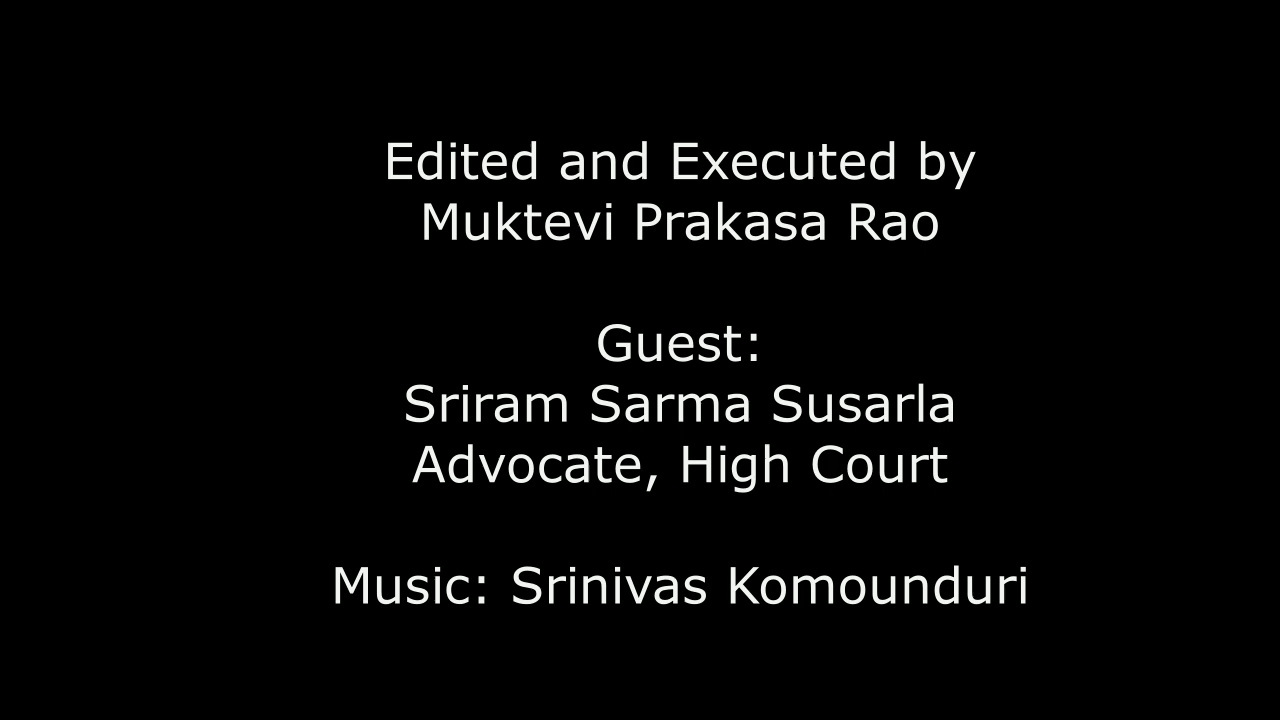 Edited and Executed by
Muktevi Prakasa Rao
Guest:
Sriram Sarma Susarla
Advocate, High Court
Music: Srinivas Komounduri